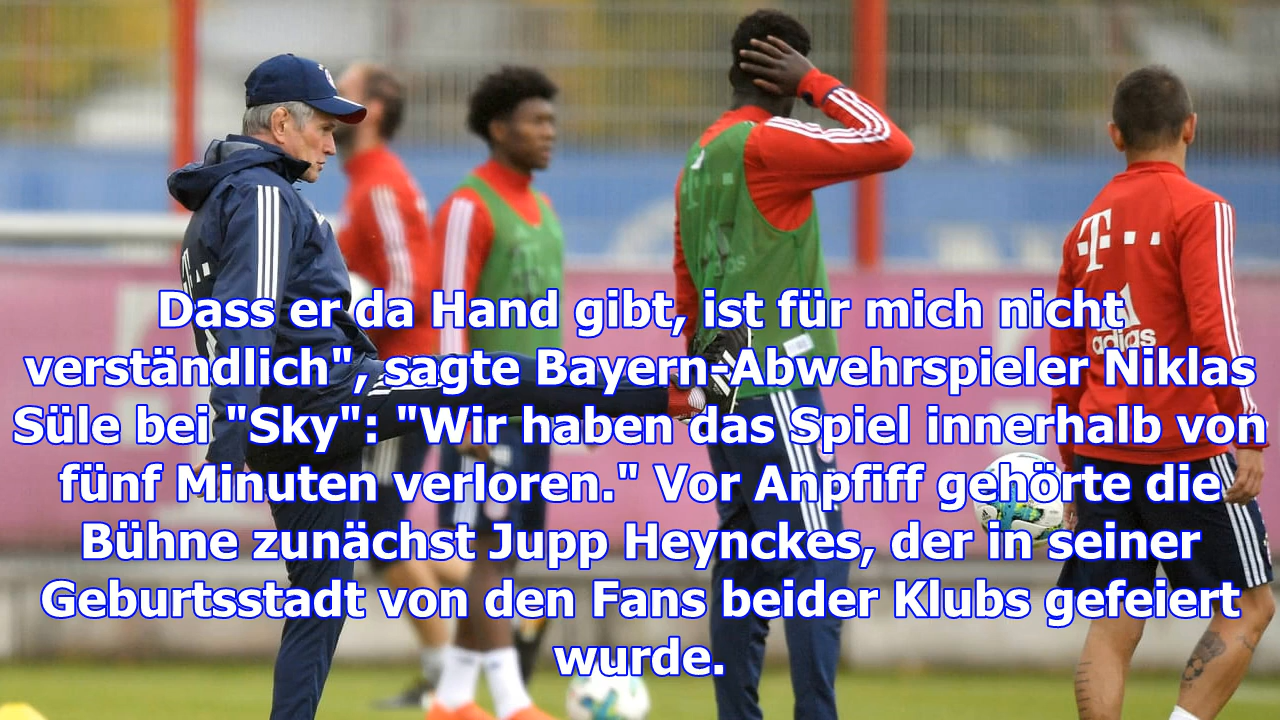 Dass er da Hand gibt, ist für mich nicht
verständlich", sagte Bayern-Abwehrspieler Niklas
Süle bei "Sky": "Wir haben das Spiel innerhalb von
fünf Minuten verloren." Vor Anpfiff gehörte die
Bühne zunächst Jupp Heynckes, der in seiner
Geburtsstadt von den Fans beider Klubs gefeiert
wurde.
T
adidas